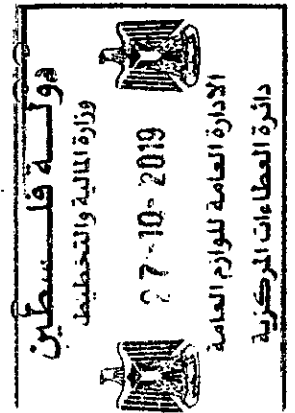 دولة فلسطين
وزارة المالية والتخطيط
27-10-2019
الادارة العامة للوازم العامة
دائرة العطاءات المركزية